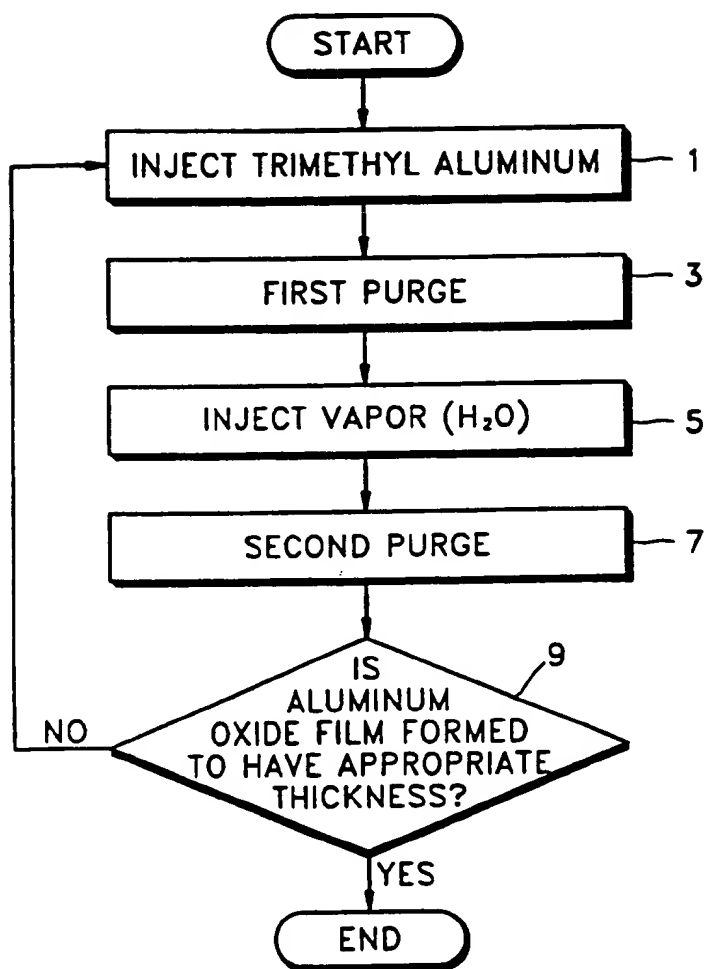 START
INJECT TRIMETHYL ALUMINUM
1
FIRST PURGE
3
INJECT VAPOR (H₂O)
5
SECOND PURGE
7
9
IS
ALUMINUM
OXIDE FILM FORMED
TO HAVE APPROPRIATE
THICKNESS?
NO
YES
END